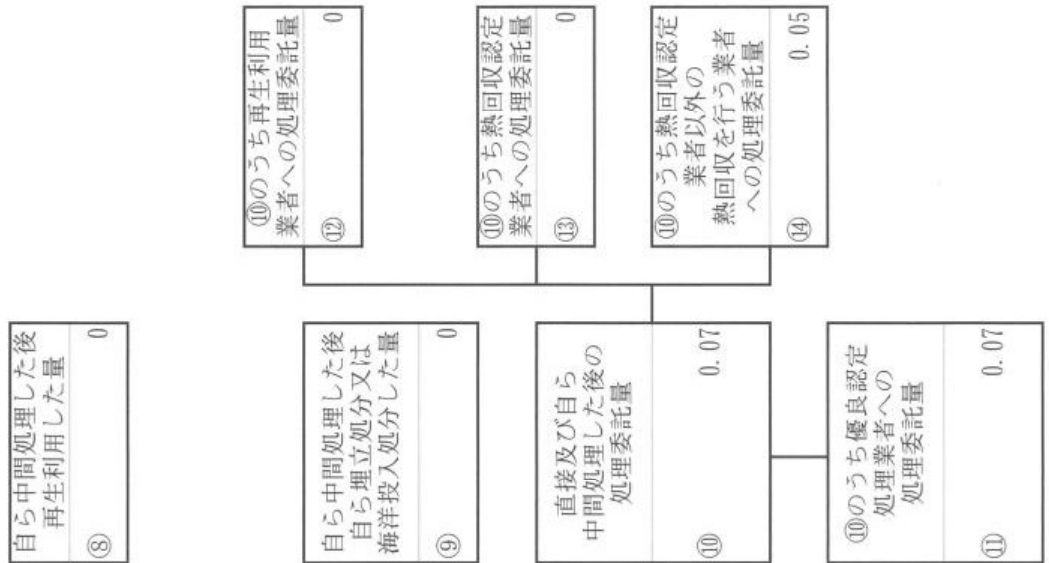 自ら中間処理した後
再生利用した量
⑧ 0
自ら中間処理した後
自ら埋立処分又は
海洋投入処分した量
⑨ 0
直接及び自ら
中間処理した後の
処理委託量
⑩ 0.07
⑩のうち優良認定
処理業者への
処理委託量
⑪ 0.07
⑩のうち再生利用
業者への処理委託量
⑫ 0
⑩のうち熱回収認定
業者への処理委託量
⑬ 0
⑩のうち熱回収認定
業者以外の
熱回収を行う業者
への処理委託量
⑭ 0.05